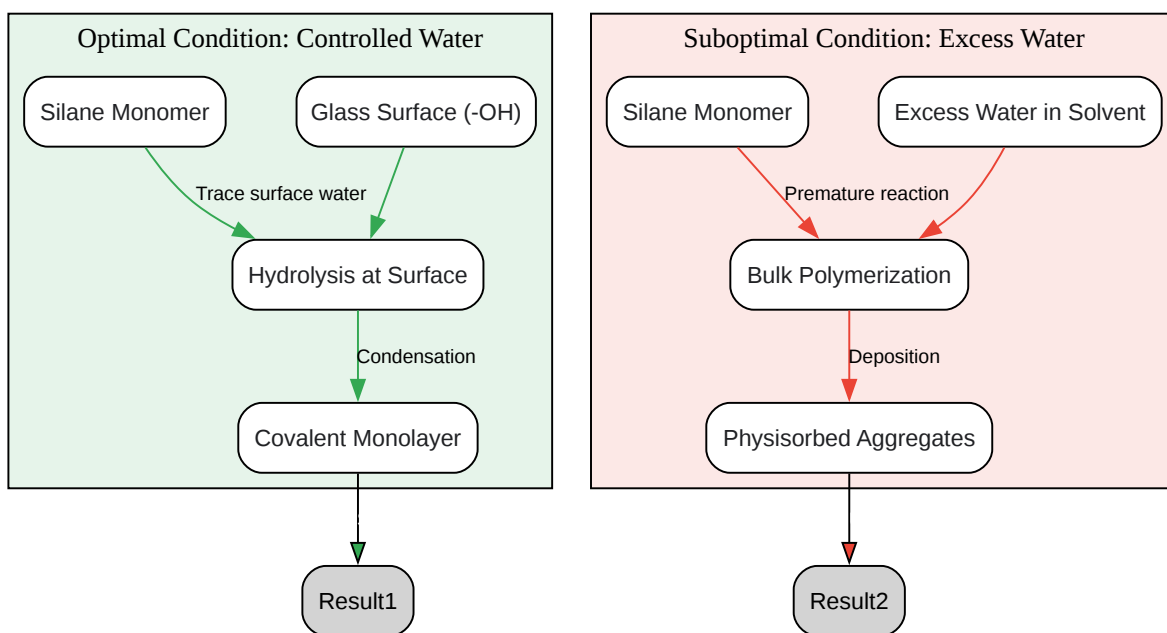 Optimal Condition: Controlled Water
Silane Monomer
Glass Surface (-OH)
Trace surface water
Hydrolysis at Surface
Condensation
Covalent Monolayer
Result1
Suboptimal Condition: Excess Water
Silane Monomer
Excess Water in Solvent
Premature reaction
Bulk Polymerization
Deposition
Physisorbed Aggregates
Result2